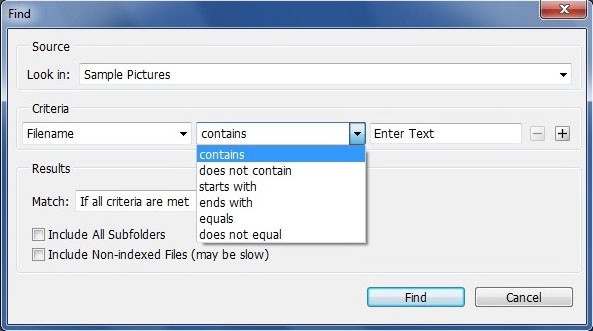 Find
Source
Look in: Sample Pictures
Criteria
Filename contains Enter Text
contains
does not contain
starts with
ends with
equals
does not equal
Results
Match: If all criteria are met
Include All Subfolders
Include Non-indexed Files (may be slow)
Find Cancel